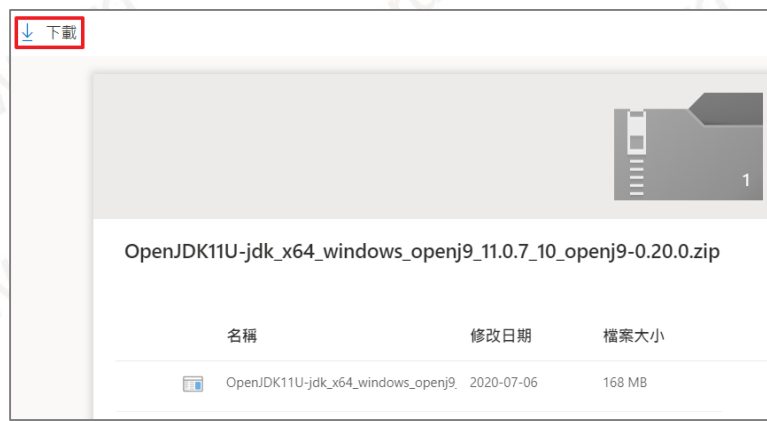 下載
1
OpenJDK11U-jdk_x64_windows_openj9_11.0.7_10_openj9-0.20.0.zip
名稱 修改日期 檔案大小
OpenJDK11U-jdk_x64_windows_openj9_ 2020-07-06 168 MB